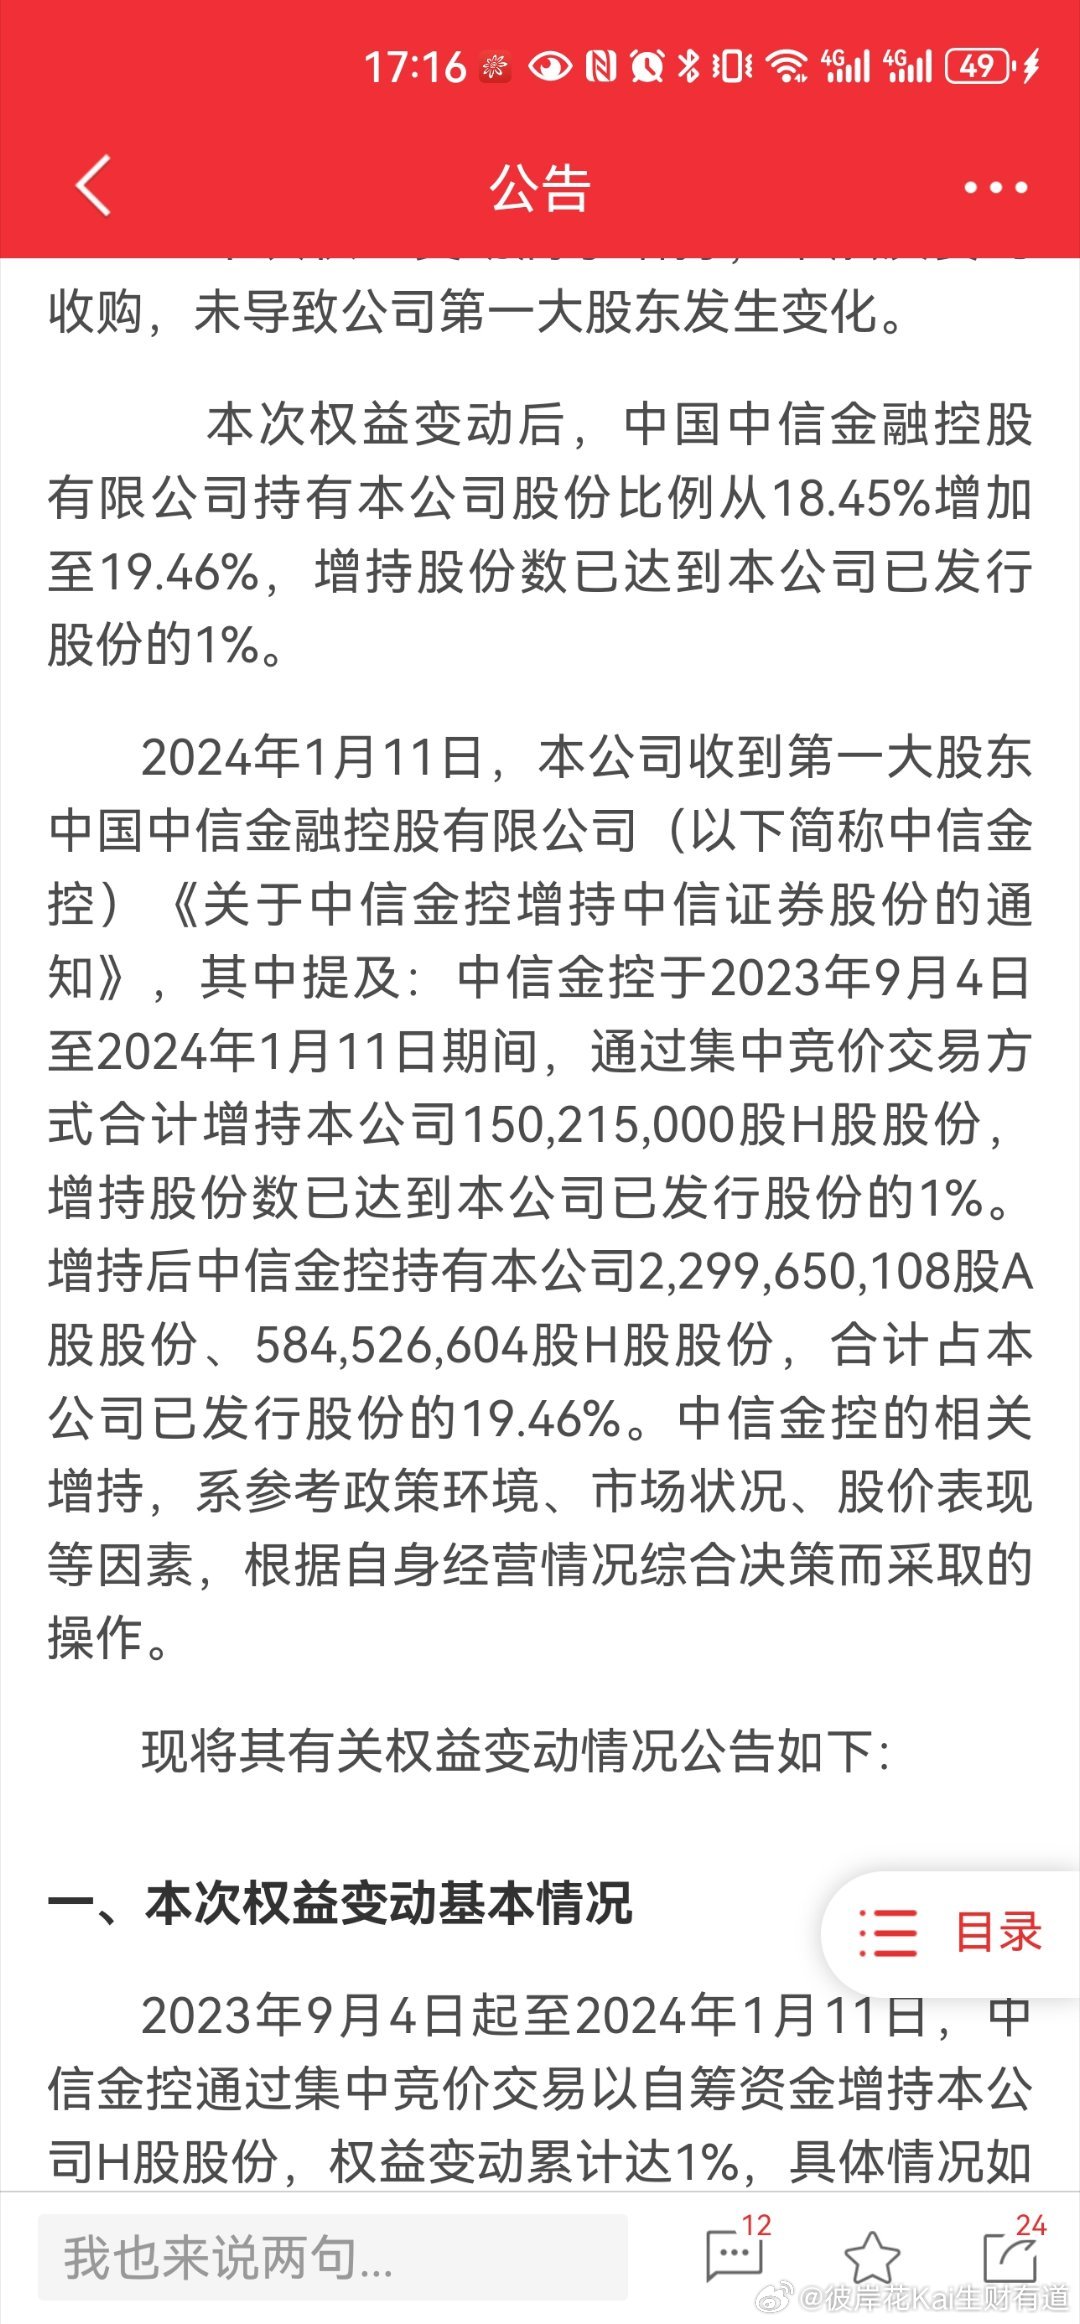 17:16
4G 4G 49
公告
收购，未导致公司第一大股东发生变化。
本次权益变动后，中国中信金融控股
有限公司持有本公司股份比例从18.45%增加
至19.46%，增持股份数已达到本公司已发行
股份的1%。
2024年1月11日，本公司收到第一大股东
中国中信金融控股有限公司（以下简称中信金
控）《关于中信金控增持中信证券股份的通
知》，其中提及：中信金控于2023年9月4日
至2024年1月11日期间，通过集中竞价交易方
式合计增持本公司150,215,000股H股股份，
增持股份数已达到本公司已发行股份的1%。
增持后中信金控持有本公司2,299,650,108股A
股股份、584,526,604股H股股份，合计占本
公司已发行股份的19.46%。中信金控的相关
增持，系参考政策环境、市场状况、股价表现
等因素，根据自身经营情况综合决策而采取的
操作。
现将其有关权益变动情况公告如下：
一、本次权益变动基本情况
目录
2023年9月4日起至2024年1月11日，中
信金控通过集中竞价交易以自筹资金增持本公
司H股股份，权益变动累计达1%，具体情况如
我也来说两句...
12
24
@彼岸花Kai生财有道